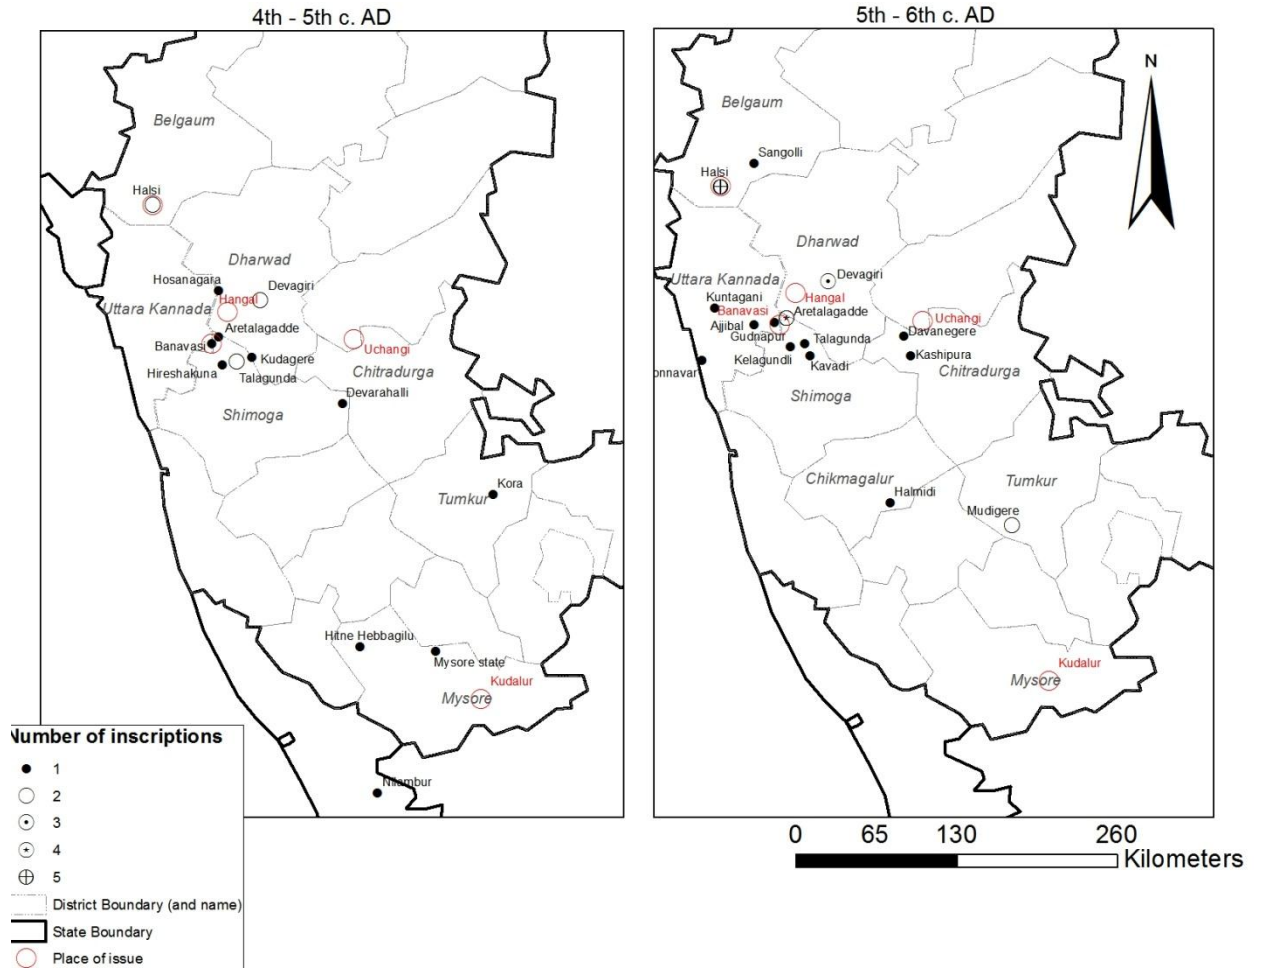 4th - 5th c. AD
Belgaum
Halsi
Dharwad
Hosanagara
Devagiri
Hangal
Uttara Kannada
Aretalagadde
Banavasi
Uchangi
Kudagere
Hireshakuna
Talagunda
Chitradurga
Devarahalli
Shimoga
Kora
Tumkur
Hitne Hebbagilu
Mysore state
Kudalur
Mysore
Nilambur
5th - 6th c. AD
N
Belgaum
Sangolli
Halsi
Dharwad
Devagiri
Uttara Kannada
Hangal
Kuntagani
Banavasi
Aretalagadde
Uchangi
Ajjibal
Gudnapur
Talagunda
Davanegere
Kelagundli
Kashipura
Kavadi
onnavar
Chitradurga
Shimoga
Chikmagalur
Halmidi
Tumkur
Mudigere
Kudalur
Mysore
Number of inscriptions
1
2
3
4
5
District Boundary (and name)
State Boundary
Place of issue
0 65 130 260
Kilometers